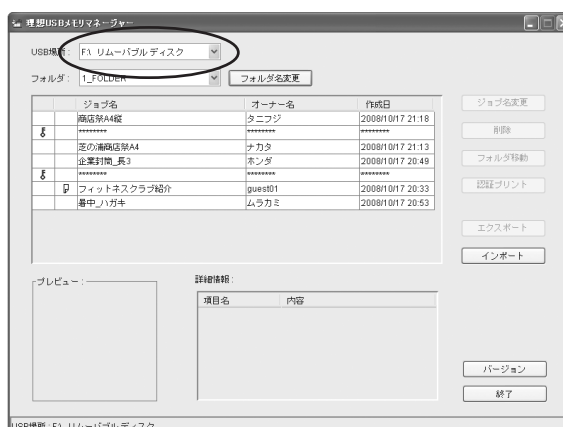 理想USBメモリマネージャー
USB場所: F:\ リムーバブル ディスク
フォルダ: 1_FOLDER フォルダ名変更
ジョブ名 オーナー名 作成日
商店祭A4縦 タニフジ 2008/10/17 21:18
******** ******** ********
芝の浦商店祭A4 ナカタ 2008/10/17 21:13
企業封筒_長3 ホンダ 2008/10/17 20:49
******** ******** ********
フィットネスクラブ紹介 guest01 2008/10/17 20:33
暑中_ハガキ ムラカミ 2008/10/17 20:53
ジョブ名変更
削除
フォルダ移動
認証プリント
エクスポート
インポート
プレビュー:
詳細情報:
項目名 内容
バージョン
終了
USB場所: F:\ リムーバブル ディスク